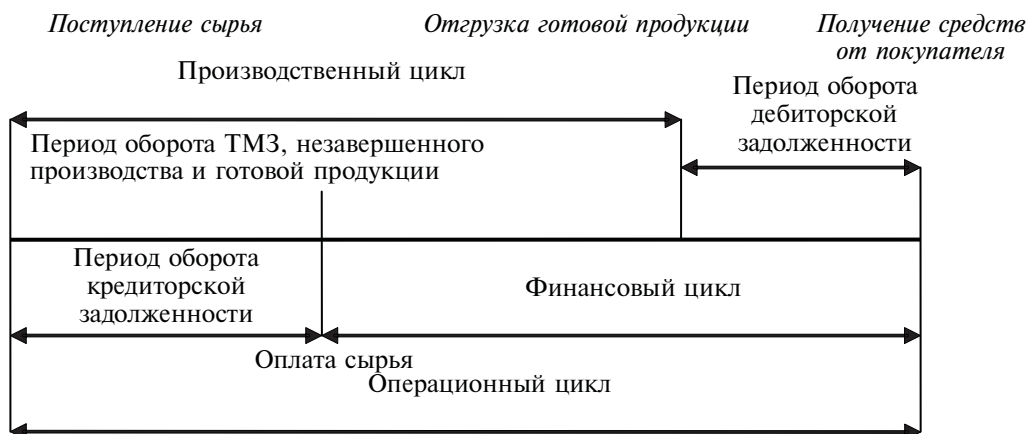 Поступление сырья
Отгрузка готовой продукции
Получение средств
от покупателя
Производственный цикл
Период оборота
дебиторской
задолженности
Период оборота ТМЗ, незавершенного
производства и готовой продукции
Период оборота
кредиторской
задолженности
Финансовый цикл
Оплата сырья
Операционный цикл